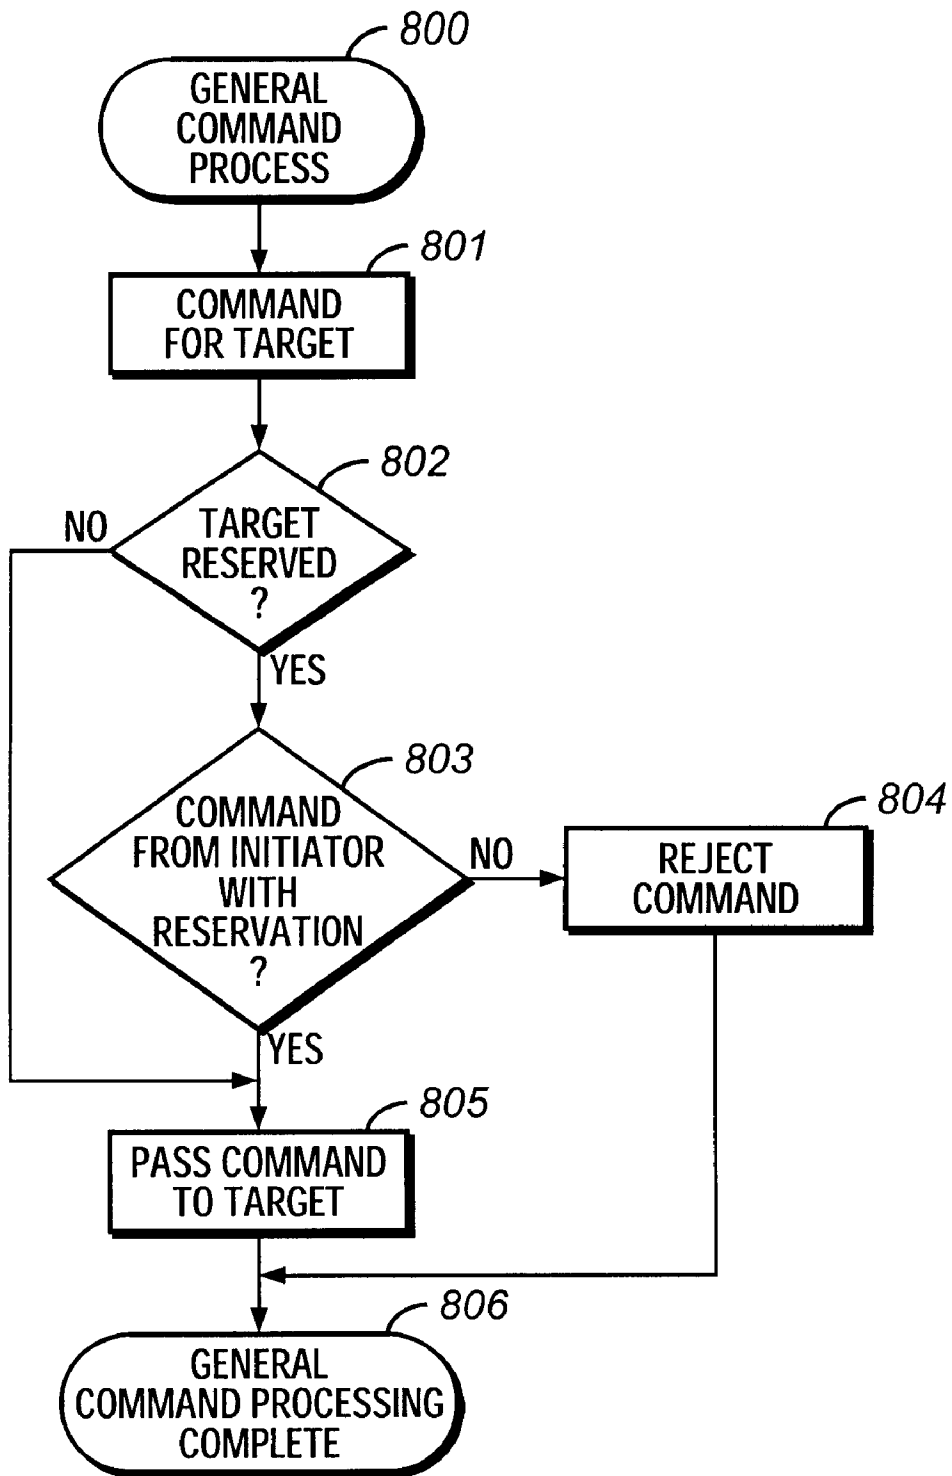 800
GENERAL
COMMAND
PROCESS
801
COMMAND
FOR TARGET
802
NO
TARGET
RESERVED
?
YES
803
COMMAND
FROM INITIATOR
WITH
RESERVATION
?
NO
804
REJECT
COMMAND
YES
805
PASS COMMAND
TO TARGET
806
GENERAL
COMMAND PROCESSING
COMPLETE